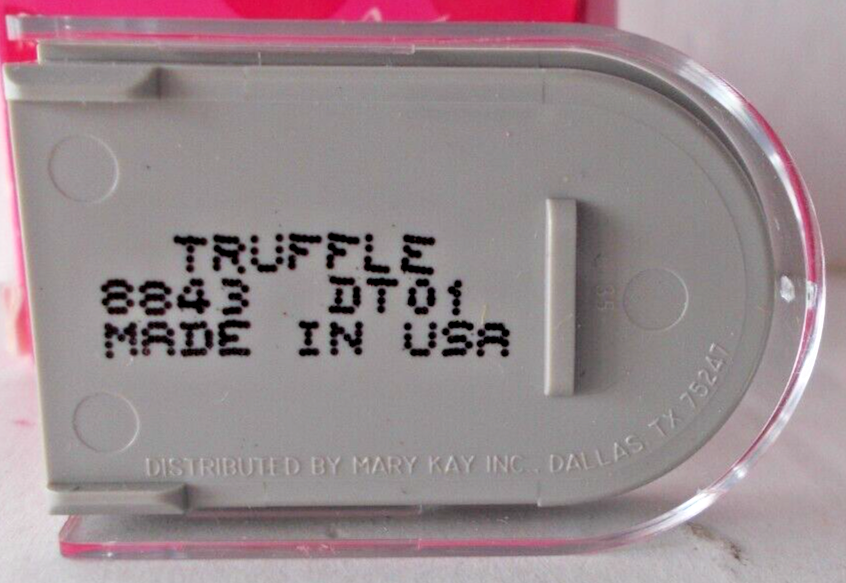 TRUFFLE
8843 DT01
MADE IN USA
DISTRIBUTED BY MARY KAY INC., DALLAS, TX 75247